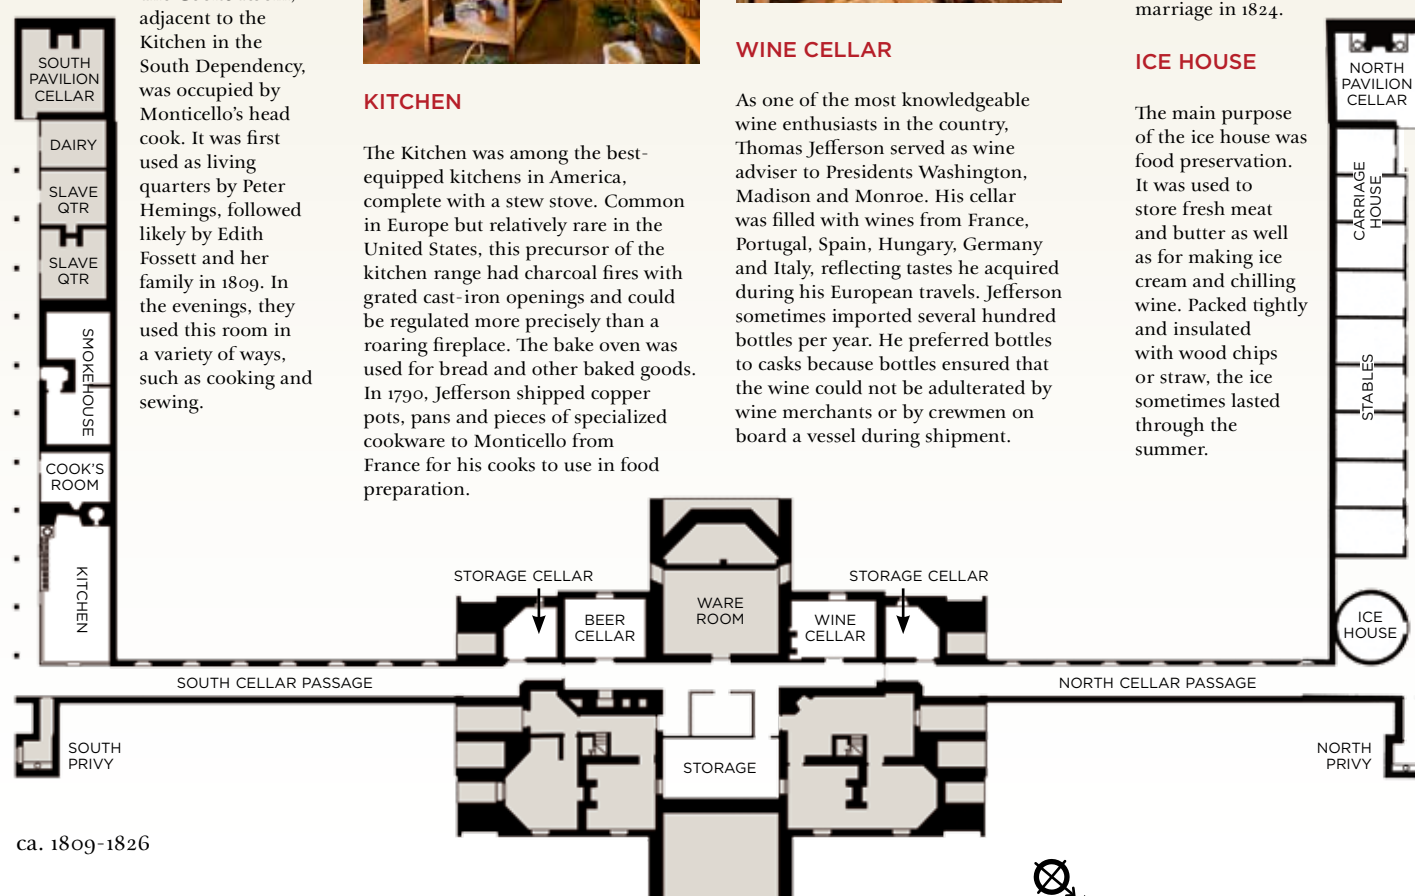 adjacent to the
Kitchen in the
South Dependency,
was occupied by
Monticello’s head
cook. It was first
used as living
quarters by Peter
Hemings, followed
likely by Edith
Fossett and her
family in 1809. In
the evenings, they
used this room in
a variety of ways,
such as cooking and
sewing.
KITCHEN
The Kitchen was among the best-
equipped kitchens in America,
complete with a stew stove. Common
in Europe but relatively rare in the
United States, this precursor of the
kitchen range had charcoal fires with
grated cast-iron openings and could
be regulated more precisely than a
roaring fireplace. The bake oven was
used for bread and other baked goods.
In 1790, Jefferson shipped copper
pots, pans and pieces of specialized
cookware to Monticello from
France for his cooks to use in food
preparation.
WINE CELLAR
As one of the most knowledgeable
wine enthusiasts in the country,
Thomas Jefferson served as wine
adviser to Presidents Washington,
Madison and Monroe. His cellar
was filled with wines from France,
Portugal, Spain, Hungary, Germany
and Italy, reflecting tastes he acquired
during his European travels. Jefferson
sometimes imported several hundred
bottles per year. He preferred bottles
to casks because bottles ensured that
the wine could not be adulterated by
wine merchants or by crewmen on
board a vessel during shipment.
marriage in 1824.
ICE HOUSE
The main purpose
of the ice house was
food preservation.
It was used to
store fresh meat
and butter as well
as for making ice
cream and chilling
wine. Packed tightly
and insulated
with wood chips
or straw, the ice
sometimes lasted
through the
summer.
SOUTH
PAVILION
CELLAR
DAIRY
SLAVE
QTR
SLAVE
QTR
SMOKEHOUSE
COOK’S
ROOM
KITCHEN
SOUTH CELLAR PASSAGE
SOUTH
PRIVY
STORAGE CELLAR
BEER
CELLAR
WARE
ROOM
WINE
CELLAR
STORAGE CELLAR
STORAGE
NORTH CELLAR PASSAGE
NORTH
PAVILION
CELLAR
CARRIAGE
HOUSE
STABLES
ICE
HOUSE
NORTH
PRIVY
ca. 1809-1826